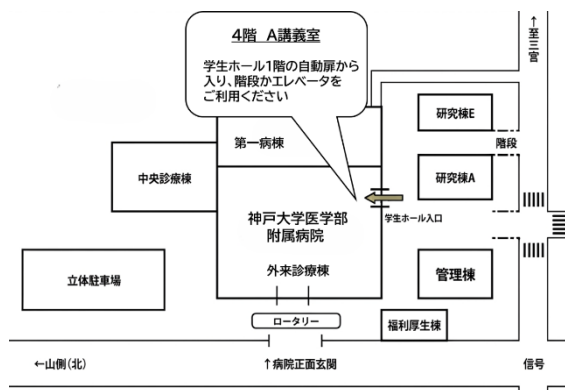 4階 A講義室
学生ホール1階の自動扉から
入り、階段かエレベータを
ご利用ください
↑至三宮
研究棟E
第一病棟
階段
中央診療棟
研究棟A
神戸大学医学部
附属病院
学生ホール入口
外来診療棟
管理棟
立体駐車場
ロータリー
福利厚生棟
←山側(北)
↑病院正面玄関
信号